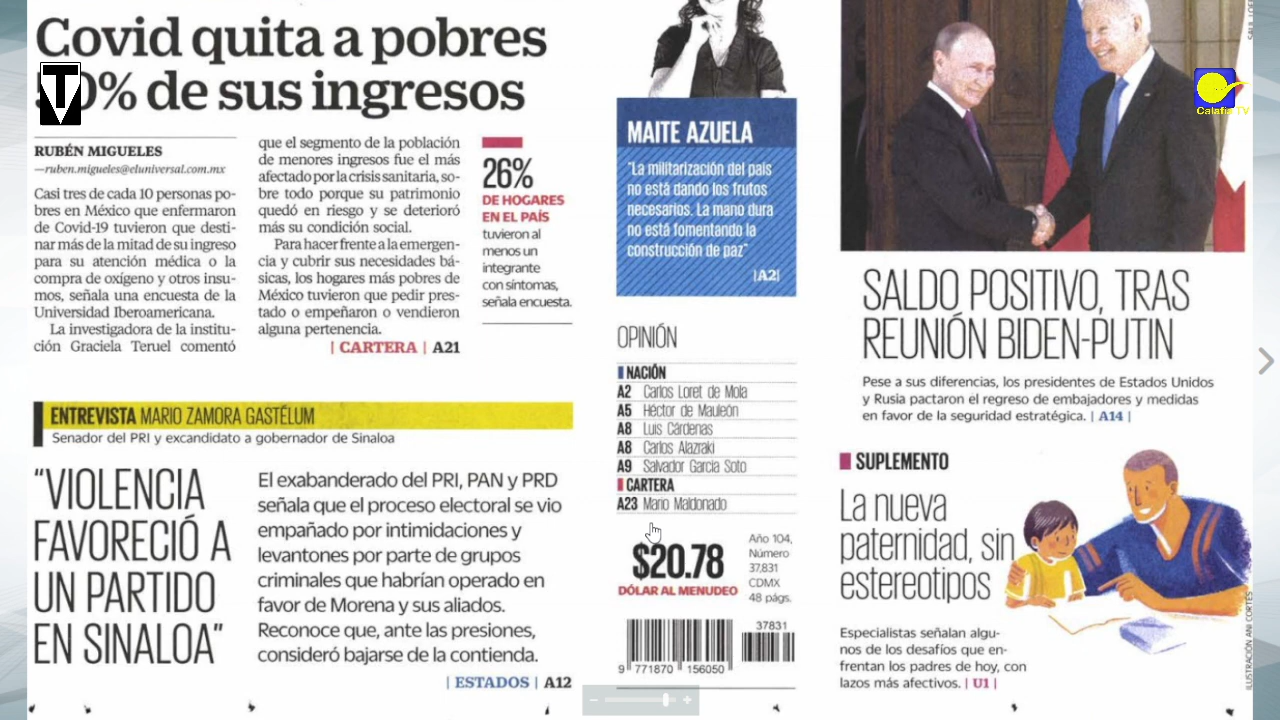 Covid quita a pobres
50% de sus ingresos
RUBÉN MIGUELES
—ruben.migueles@eluniversal.com.mx
Casi tres de cada 10 personas po-
bres en México que enfermaron
de Covid-19 tuvieron que desti-
nar más de la mitad de su ingreso
para su atención médica o la
compra de oxígeno y otros insu-
mos, señala una encuesta de la
Universidad Iberoamericana.
La investigadora de la institu-
ción Graciela Teruel comentó
que el segmento de la población
de menores ingresos fue el más
afectado por la crisis sanitaria, so-
bre todo porque su patrimonio
quedó en riesgo y se deterioró
más su condición social.
Para hacer frente a la emergen-
cia y cubrir sus necesidades bá-
sicas, los hogares más pobres de
México tuvieron que pedir pres-
tado o empeñaron o vendieron
alguna pertenencia.
| CARTERA | A21
26%
DE HOGARES
EN EL PAÍS
tuvieron al
menos un
integrante
con síntomas,
señala encuesta.
ENTREVISTA MARIO ZAMORA GASTÉLUM
Senador del PRI y excandidato a gobernador de Sinaloa
“VIOLENCIA
FAVORECIÓ A
UN PARTIDO
EN SINALOA”
El exabanderado del PRI, PAN y PRD
señala que el proceso electoral se vio
empañado por intimidaciones y
levantones por parte de grupos
criminales que habrían operado en
favor de Morena y sus aliados.
Reconoce que, ante las presiones,
consideró bajarse de la contienda.
| ESTADOS | A12
MAITE AZUELA
"La militarización del país
no está dando los frutos
necesarios. La mano dura
no está fomentando la
construcción de paz"
|A2|
OPINIÓN
NACIÓN
A2 Carlos Loret de Mola
A5 Héctor de Mauleón
A8 Luis Cárdenas
A8 Carlos Alazraki
A9 Salvador García Soto
CARTERA
A23 Mario Maldonado
$20.78
DÓLAR AL MENUDEO
Año 104,
Número
37,831
CDMX
48 págs.
37831
9 771870 156050
SALDO POSITIVO, TRAS
REUNIÓN BIDEN-PUTIN
Pese a sus diferencias, los presidentes de Estados Unidos
y Rusia pactaron el regreso de embajadores y medidas
en favor de la seguridad estratégica. | A14 |
SUPLEMENTO
La nueva
paternidad, sin
estereotipos
Especialistas señalan algu-
nos de los desafíos que en-
frentan los padres de hoy, con
lazos más afectivos. | U1 |
ILUSTRACIÓN ANI CORTÉS
Calafia TV
T